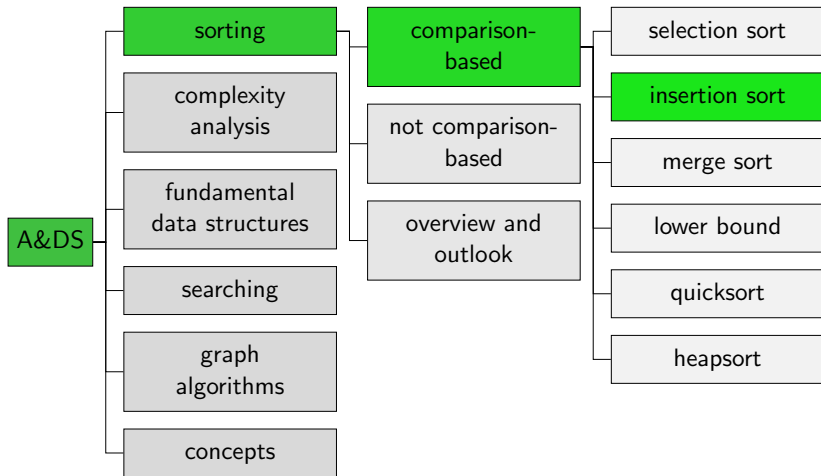 A&DS
sorting
complexity
analysis
fundamental
data structures
searching
graph
algorithms
concepts
comparison-
based
not comparison-
based
overview and
outlook
selection sort
insertion sort
merge sort
lower bound
quicksort
heapsort